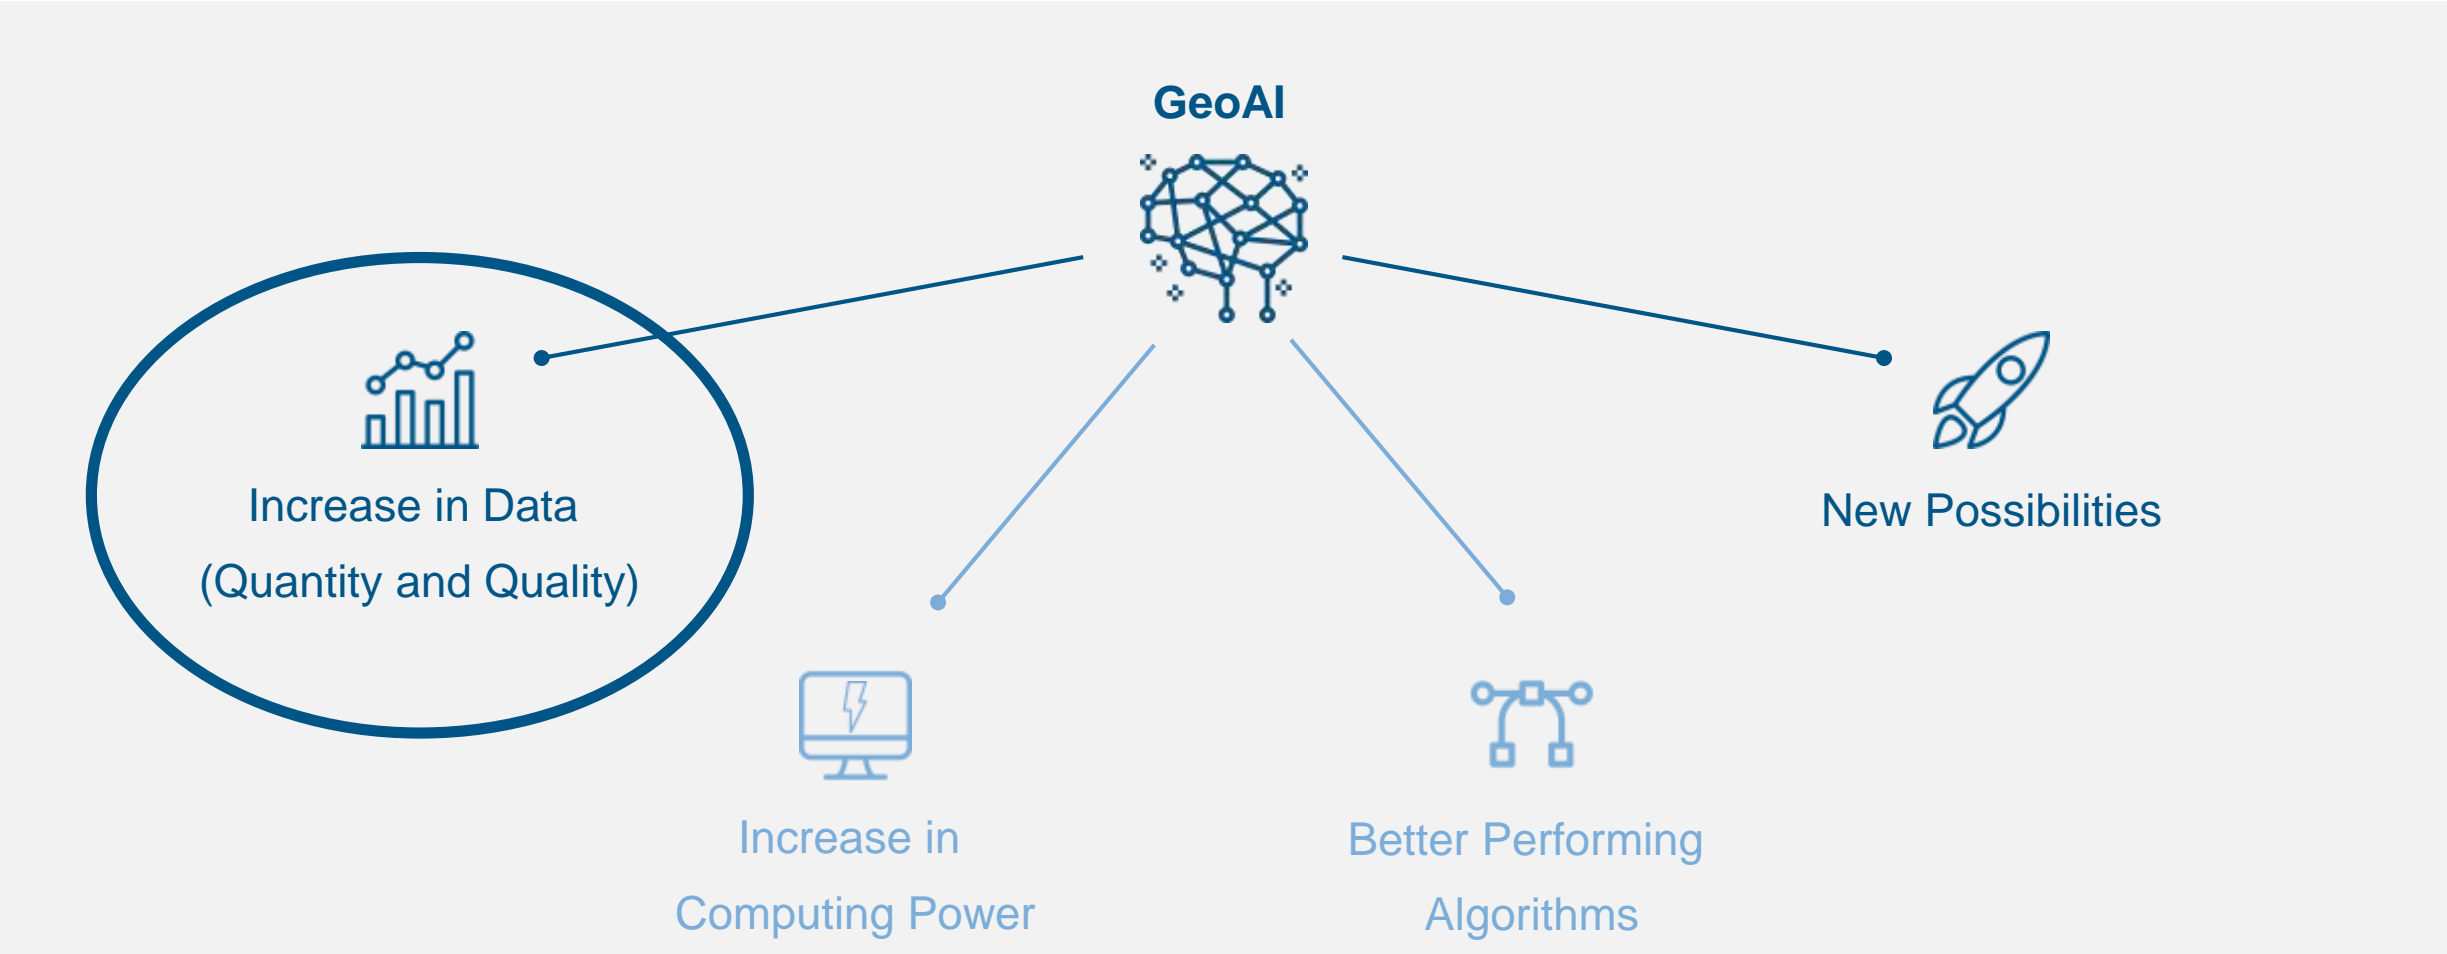 GeoAI
Increase in Data
(Quantity and Quality)
New Possibilities
Increase in
Computing Power
Better Performing
Algorithms